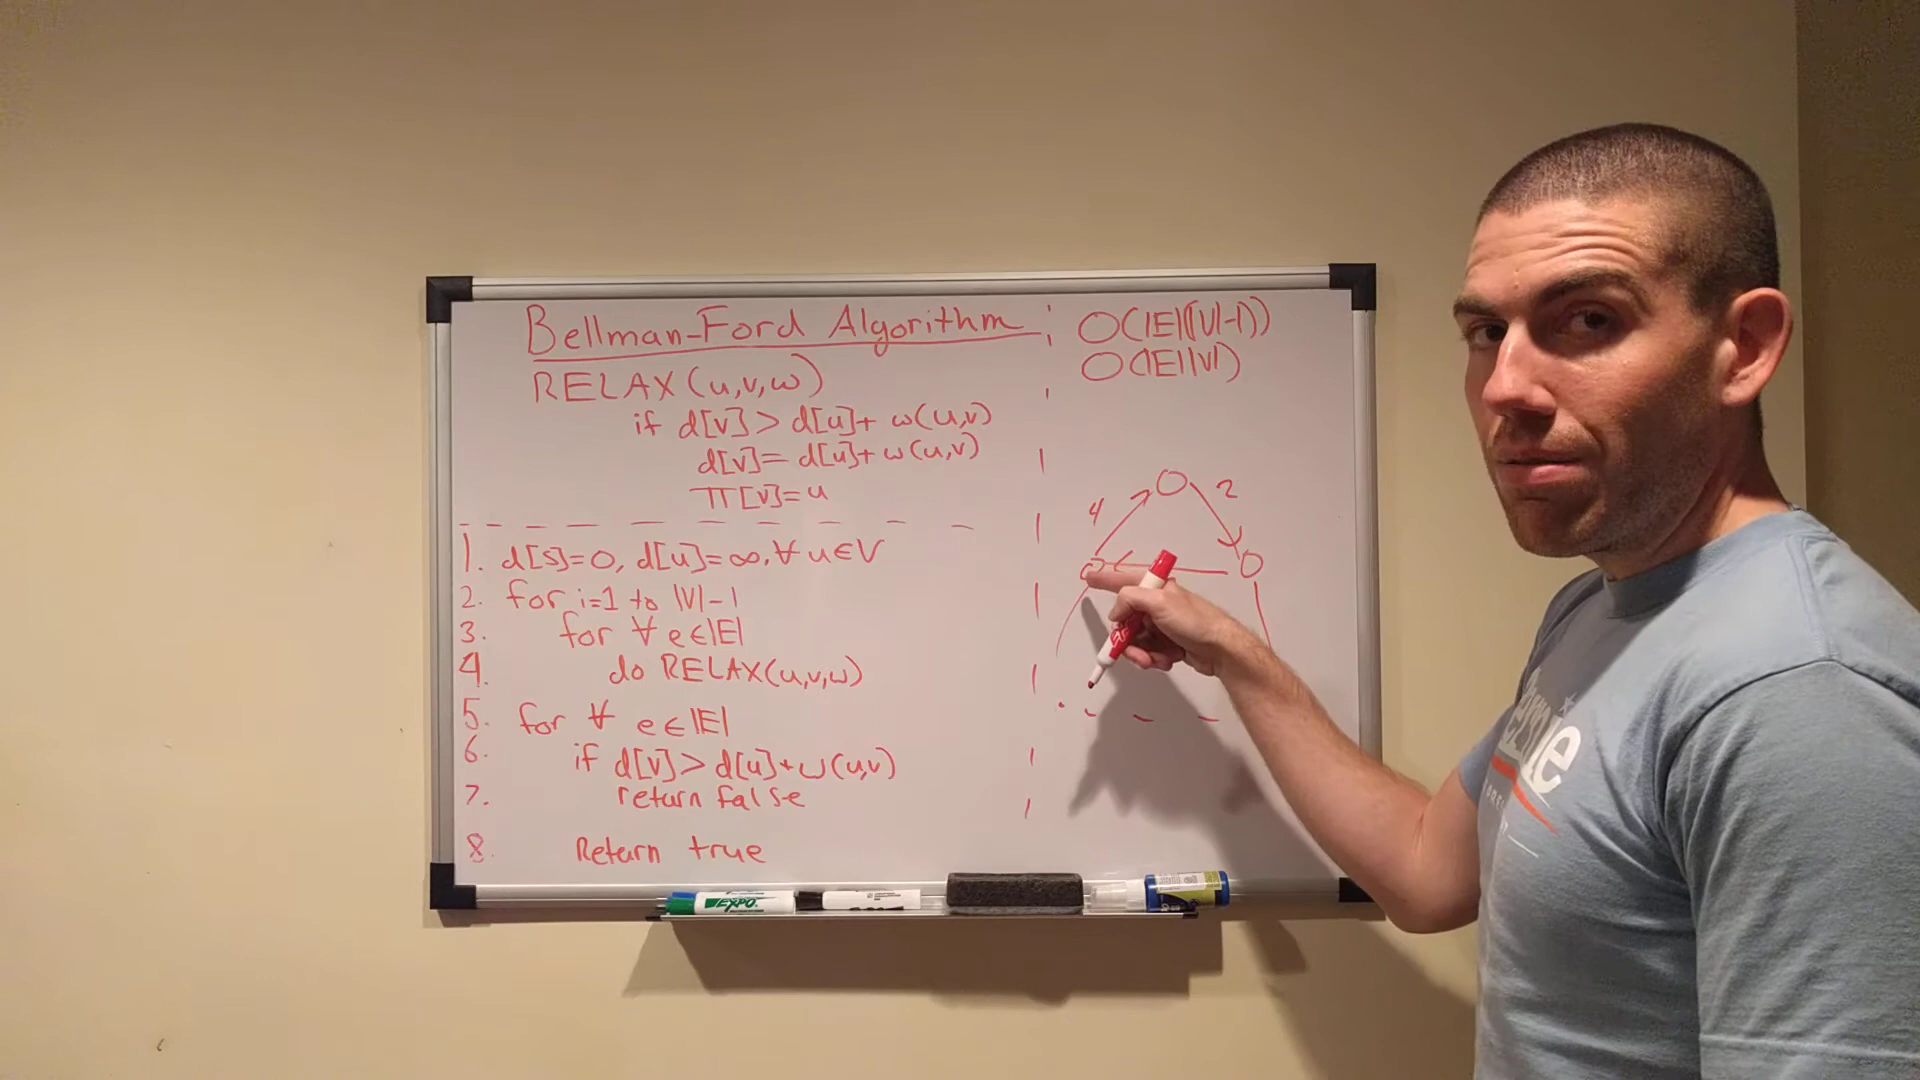 Bellman-Ford Algorithm
O(|E|(|V|-1))
O(|E||V|)
RELAX(u,v,w)
if d[v]> d[u]+ w(u,v)
d[v]= d[u]+w(u,v)
π[v]=u
1. d[s]=0, d[u]=∞,∀ u∈V
2. for i=1 to |V|-1
3. for ∀ e∈|E|
4. do RELAX(u,v,w)
5. for ∀ e∈|E|
6. if d[v]> d[u]+w(u,v)
7. return false
8. Return true
4
2
EXPO